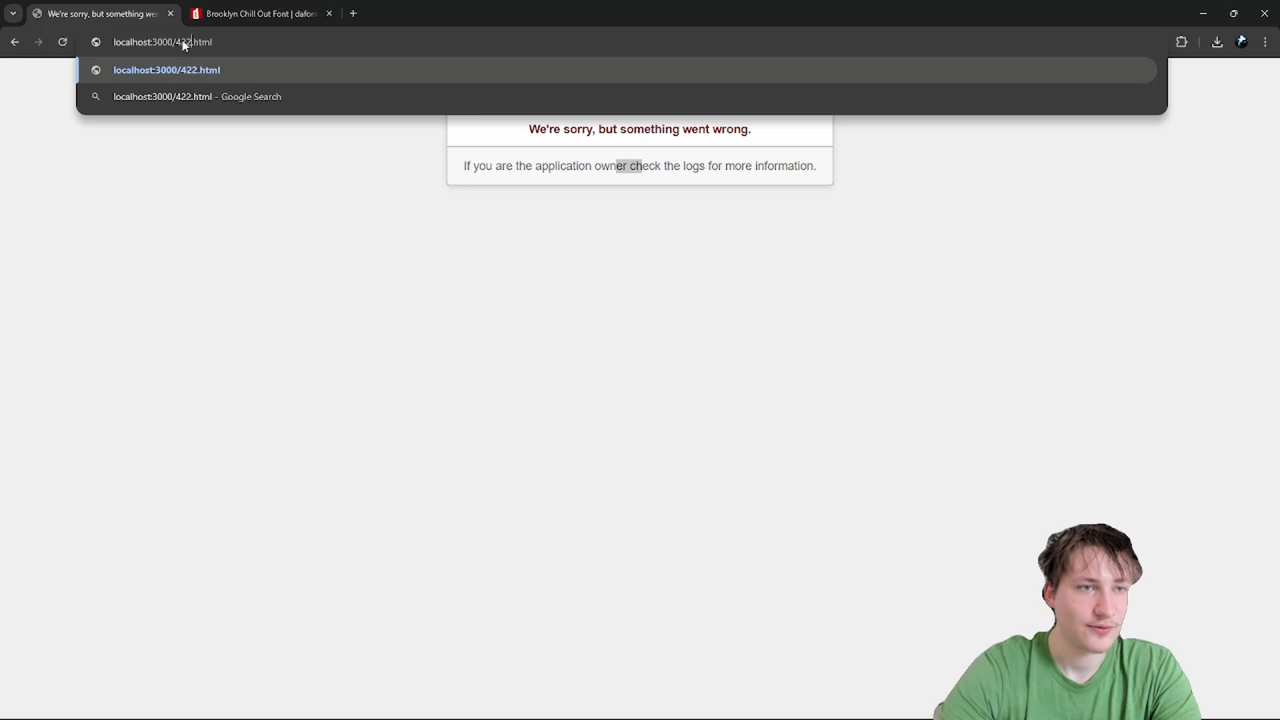 We're sorry, but something we
Brooklyn Chill Out Font | dafon
localhost:3000/422.html
localhost:3000/422.html
localhost:3000/422.html - Google Search
We're sorry, but something went wrong.
If you are the application owner check the logs for more information.